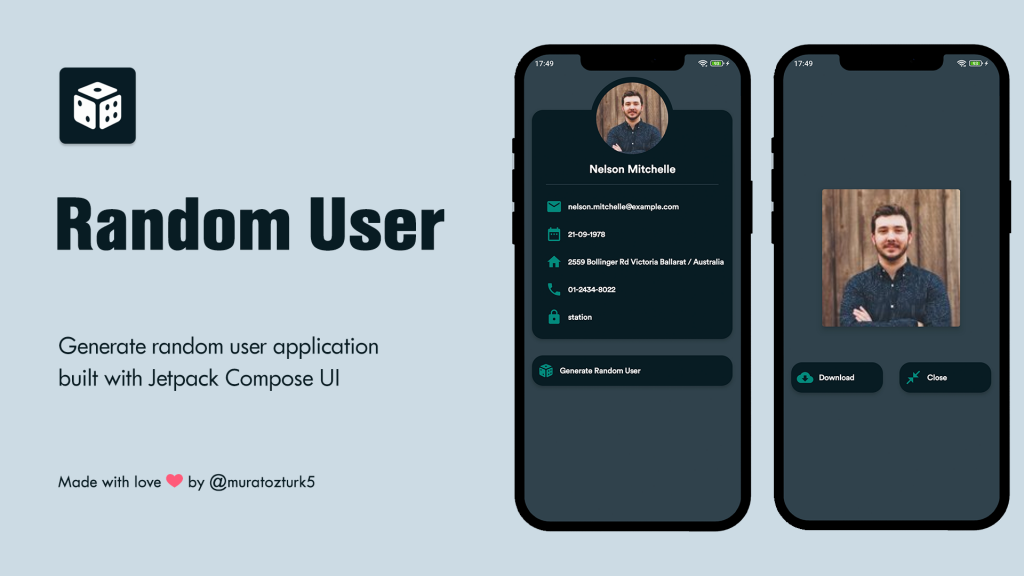 Random User
Generate random user application
built with Jetpack Compose UI
Made with love ❤ by @muratozturk5
17:49
Nelson Mitchelle
nelson.mitchelle@example.com
21-09-1978
2559 Bollinger Rd Victoria Ballarat / Australia
01-2434-8022
station
Generate Random User
17:49
Download
Close